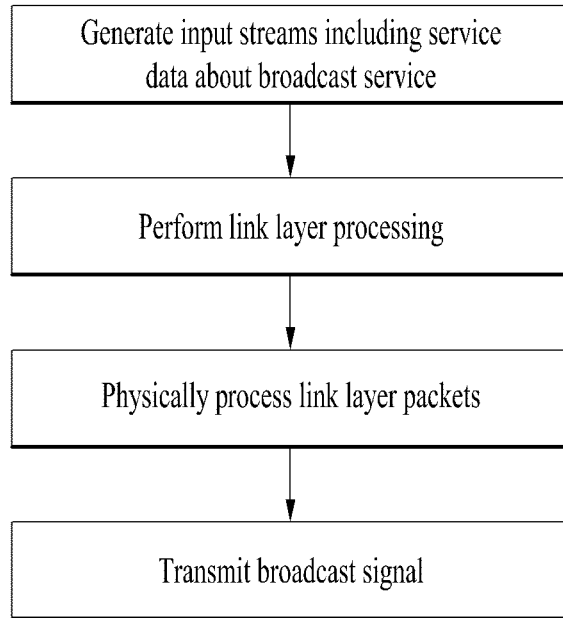 Generate input streams including service
data about broadcast service
Perform link layer processing
Physically process link layer packets
Transmit broadcast signal